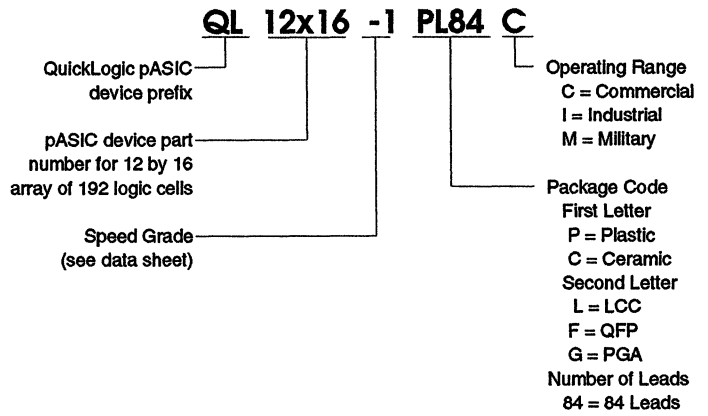 QL 12x16 -1 PL84 C
QuickLogic pASIC
device prefix
pASIC device part
number for 12 by 16
array of 192 logic cells
Speed Grade
(see data sheet)
Operating Range
C = Commercial
I = Industrial
M = Military
Package Code
First Letter
P = Plastic
C = Ceramic
Second Letter
L = LCC
F = QFP
G = PGA
Number of Leads
84 = 84 Leads